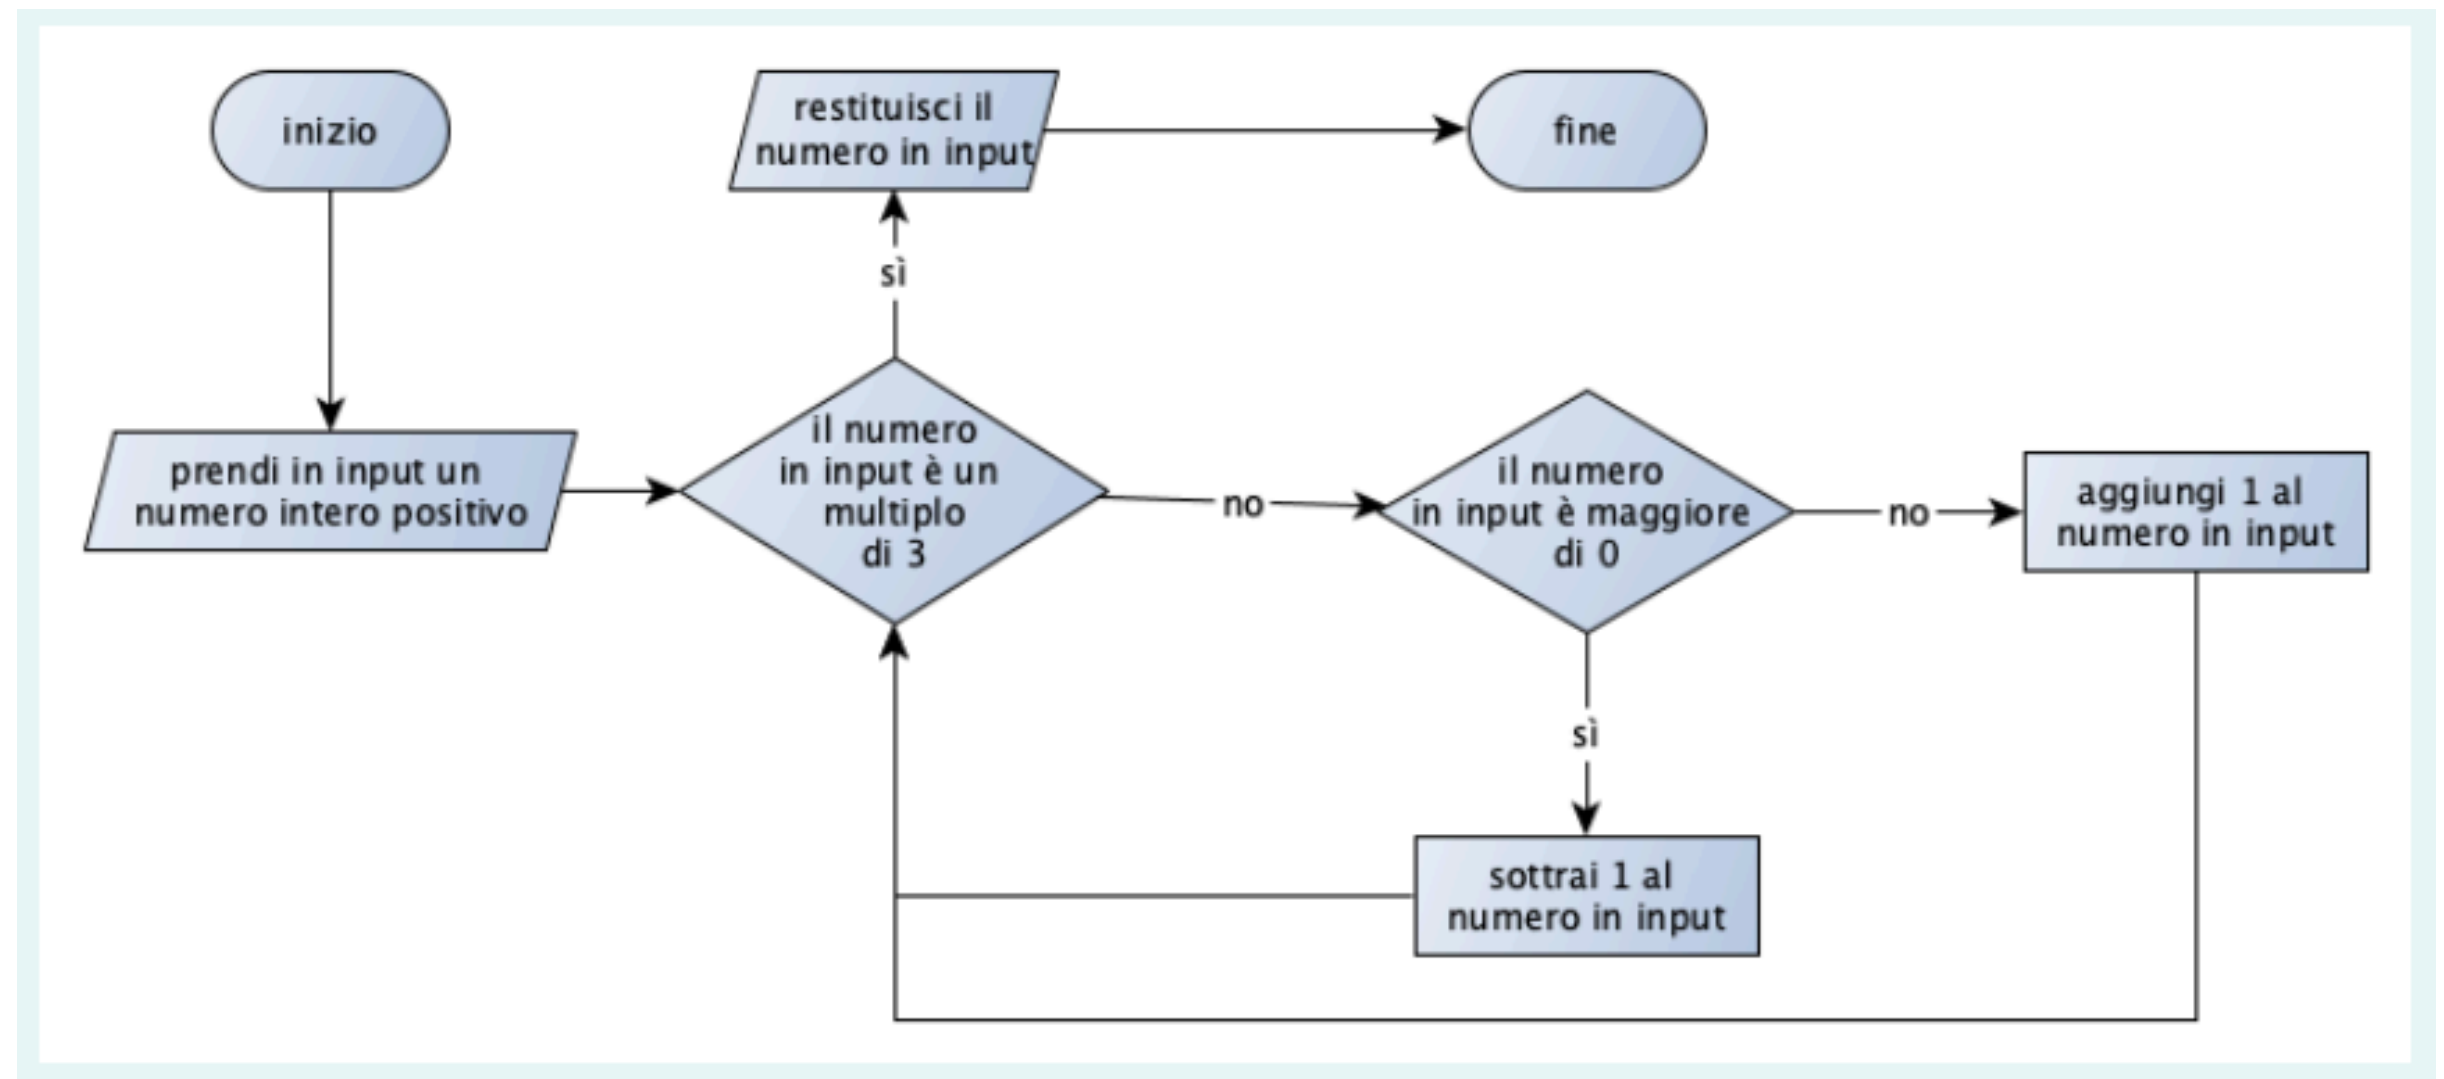 inizio
prendi in input un
numero intero positivo
il numero
in input è un
multiplo
di 3
sì
restituisci il
numero in input
fine
no
il numero
in input è maggiore
di 0
no
aggiungi 1 al
numero in input
sì
sottrai 1 al
numero in input